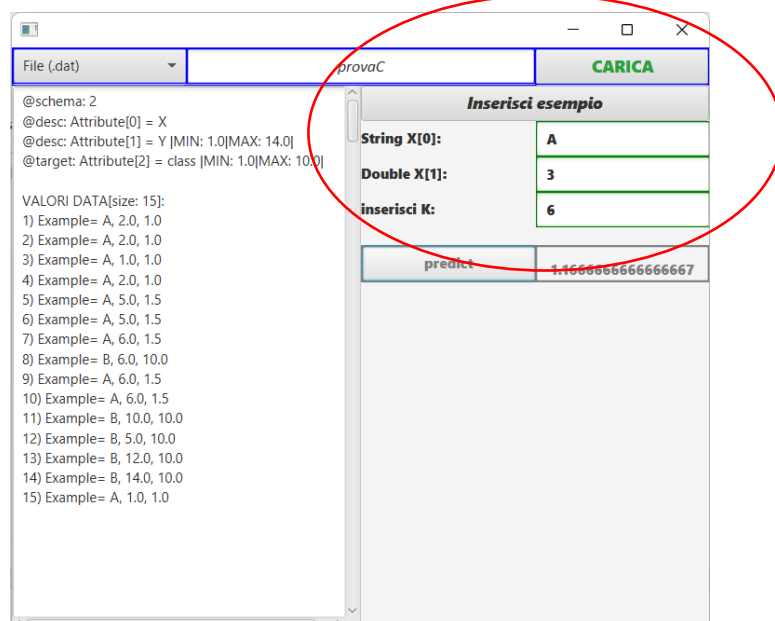 File (.dat)
provaC
CARICA
@schema: 2
@desc: Attribute[0] = X
@desc: Attribute[1] = Y |MIN: 1.0|MAX: 14.0|
@target: Attribute[2] = class |MIN: 1.0|MAX: 10.0|
VALORI DATA[size: 15]:
1) Example= A, 2.0, 1.0
2) Example= A, 2.0, 1.0
3) Example= A, 1.0, 1.0
4) Example= A, 2.0, 1.0
5) Example= A, 5.0, 1.5
6) Example= A, 5.0, 1.5
7) Example= A, 6.0, 1.5
8) Example= B, 6.0, 10.0
9) Example= A, 6.0, 1.5
10) Example= A, 6.0, 1.5
11) Example= B, 10.0, 10.0
12) Example= B, 5.0, 10.0
13) Example= B, 12.0, 10.0
14) Example= B, 14.0, 10.0
15) Example= A, 1.0, 1.0
Inserisci esempio
String X[0]: A
Double X[1]: 3
inserisci K: 6
predict 1.1666666666666667